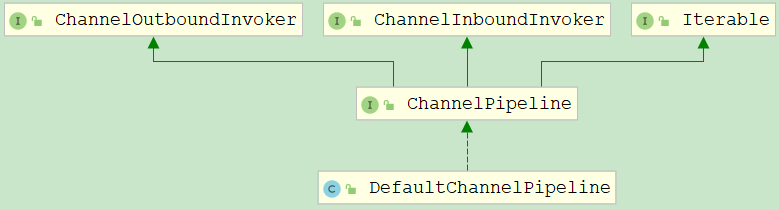 I ChannelOutboundInvoker
I ChannelInboundInvoker
I Iterable
I ChannelPipeline
C DefaultChannelPipeline